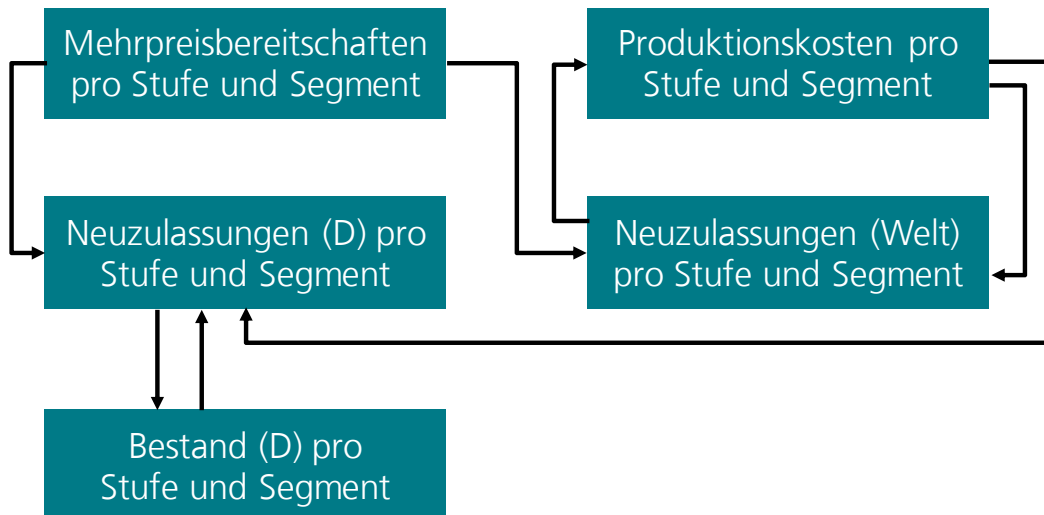 Mehrpreisbereitschaften
pro Stufe und Segment
Produktionskosten pro
Stufe und Segment
Neuzulassungen (D) pro
Stufe und Segment
Neuzulassungen (Welt)
pro Stufe und Segment
Bestand (D) pro
Stufe und Segment